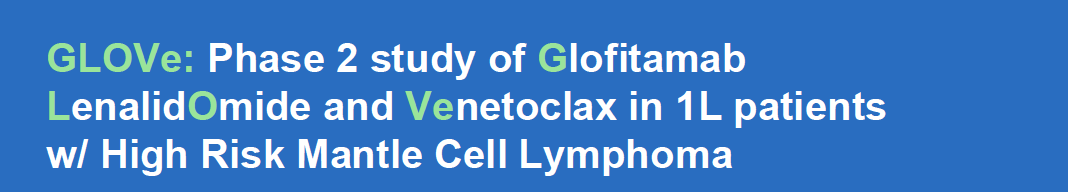 GLOVe: Phase 2 study of Glofitamab
LenalidOmide and Venetoclax in 1L patients
w/ High Risk Mantle Cell Lymphoma